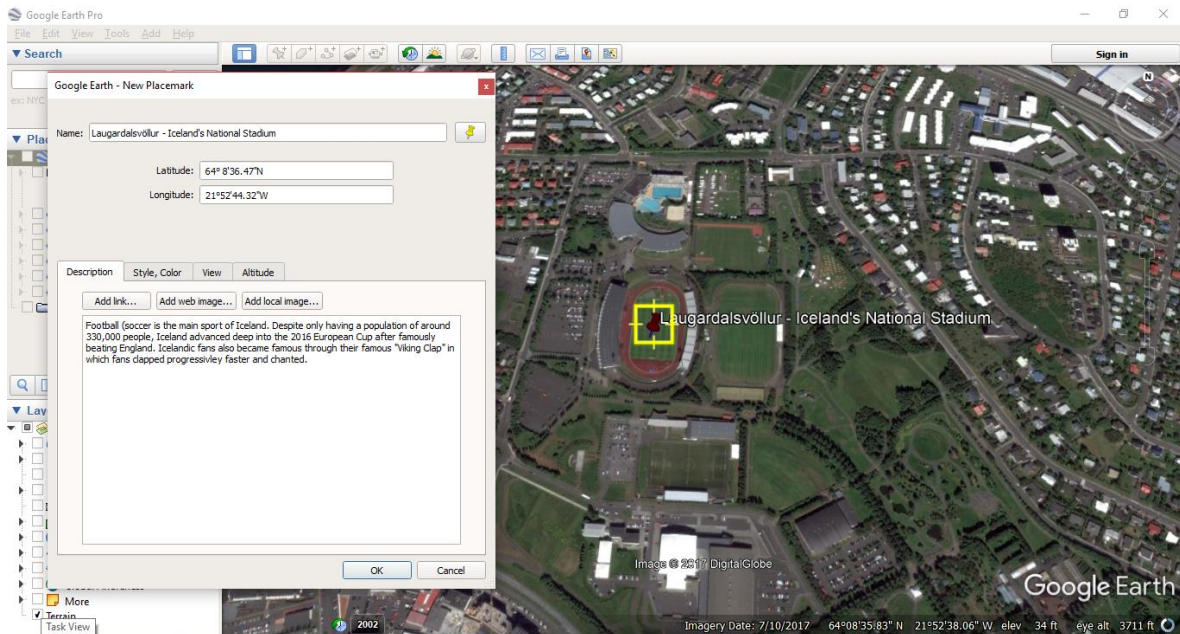 Google Earth Pro
File Edit View Tools Add Help
Search
Sign in
Google Earth - New Placemark
x
ex: NYC
N
Name: Laugardalsvöllur - Iceland's National Stadium
Pla
Latitude: 64° 8'36.47"N
Longitude: 21°52'44.32"W
Description Style, Color View Altitude
Add link... Add web image... Add local image...
Football (soccer is the main sport of Iceland. Despite only having a population of around
330,000 people, Iceland advanced deep into the 2016 European Cup after famously
beating England. Icelandic fans also became famous through their famous "Viking Clap" in
which fans clapped progressivley faster and chanted.
Laugardalsvöllur - Iceland's National Stadium
Lay
OK Cancel
Image © 2017 DigitalGlobe
Google Earth
More
Terrain
Task View
2002
Imagery Date: 7/10/2017 64°08'35.83" N 21°52'38.06" W elev 34 ft eye alt 3711 ft